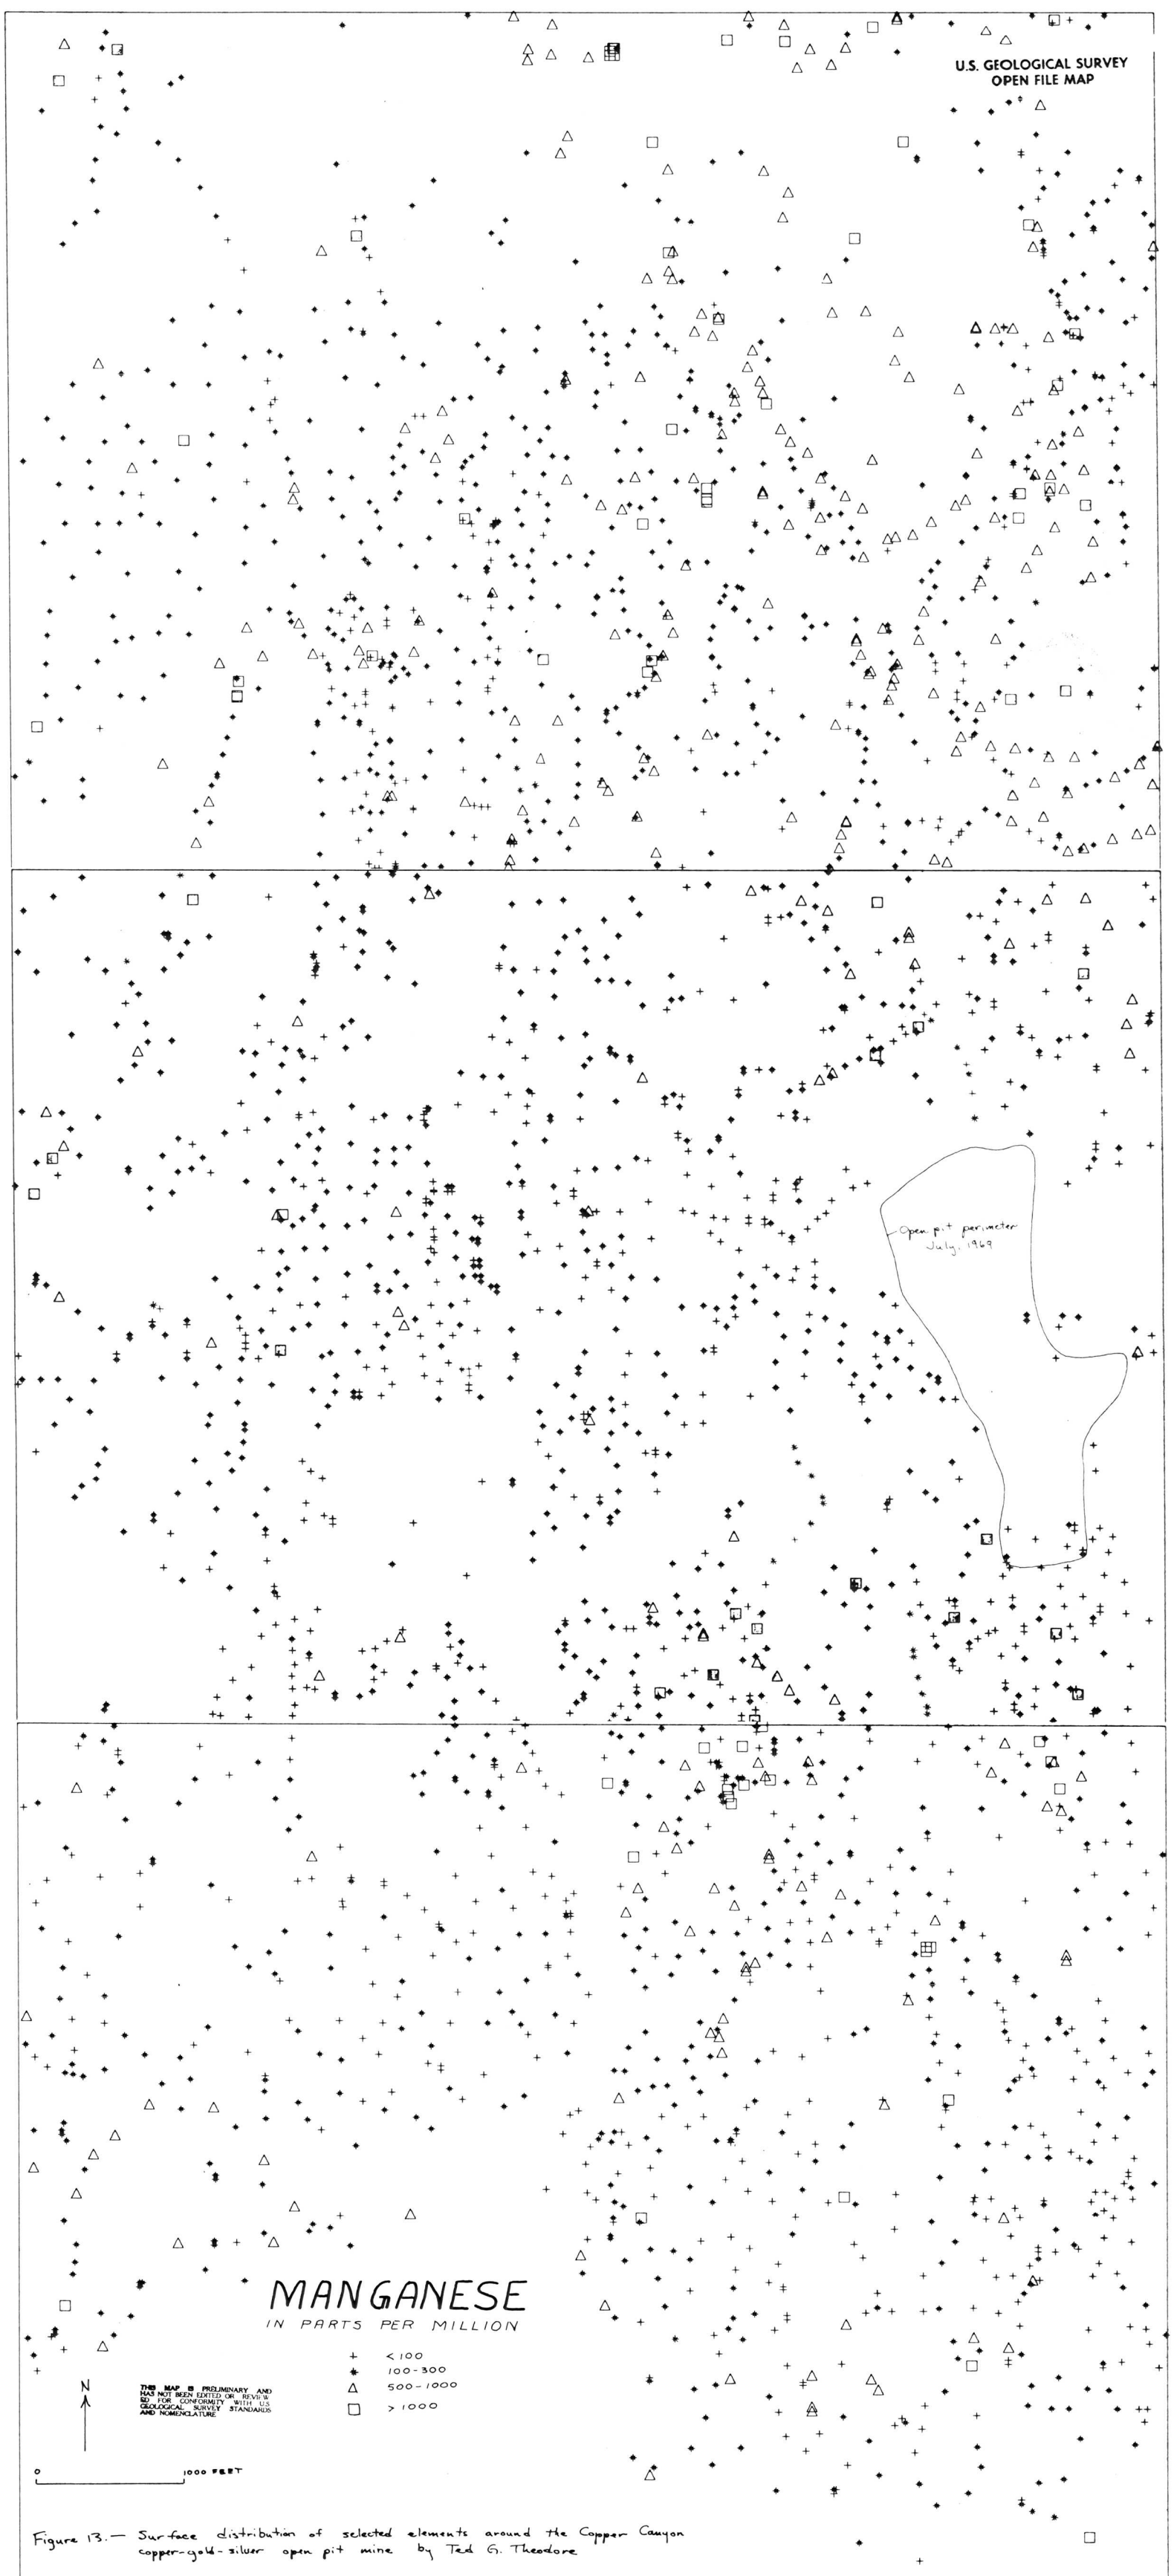 U.S. GEOLOGICAL SURVEY
OPEN FILE MAP
Open pit perimeter
July, 1969
MANGANESE
IN PARTS PER MILLION
< 100
100-300
500-1000
> 1000
N
THIS MAP IS PRELIMINARY AND
HAS NOT BEEN EDITED OR REVIEW
ED FOR CONFORMITY WITH U.S.
GEOLOGICAL SURVEY STANDARDS
AND NOMENCLATURE
0 1000 FEET
Figure 13.— Surface distribution of selected elements around the Copper Canyon
copper-gold-silver open pit mine by Ted G. Theodore